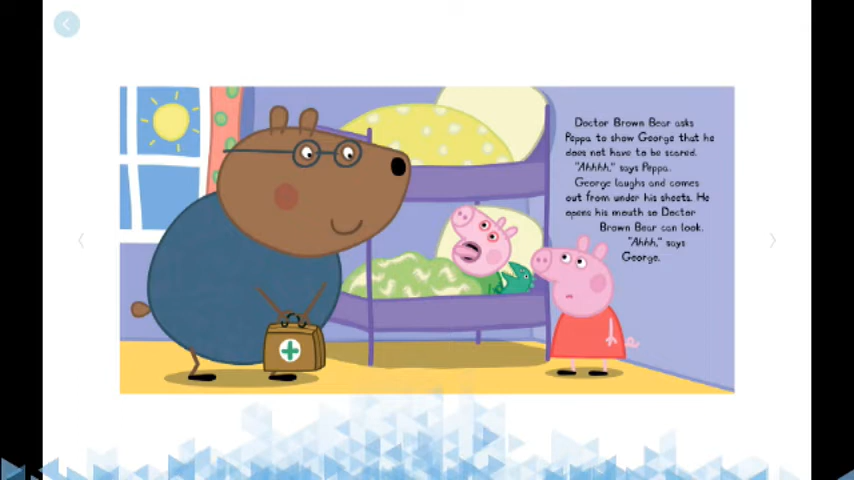 Doctor Brown Bear asks
Peppa to show George that he
does not have to be scared.
"Ahhhh," says Peppa.
George laughs and comes
out from under his sheets. He
opens his mouth so Doctor
Brown Bear can look.
"Ahhh," says
George.